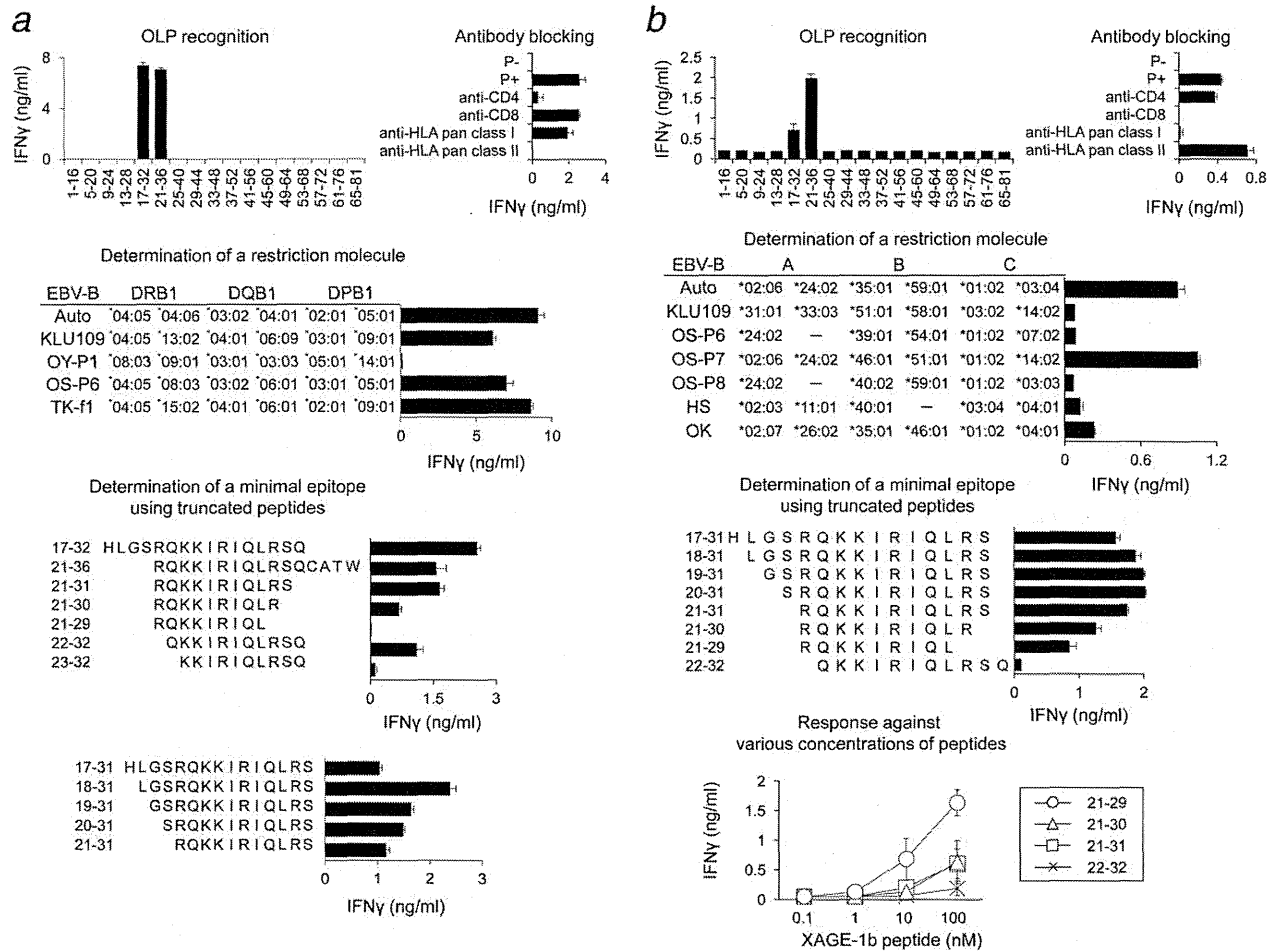 a
OLP recognition
IFNγ (ng/ml)
8
4
0
1-16
5-20
9-24
13-28
17-32
21-36
25-40
29-44
33-48
37-52
41-56
45-60
49-64
53-68
57-72
61-76
65-81
Antibody blocking
P-
P+
anti-CD4
anti-CD8
anti-HLA pan class I
anti-HLA pan class II
0 2 4
IFNγ (ng/ml)
Determination of a restriction molecule
EBV-B DRB1 DQB1 DPB1
Auto *04:05 *04:06 *03:02 *04:01 *02:01 *05:01
KLU109 *04:05 *13:02 *04:01 *06:09 *03:01 *09:01
OY-P1 *08:03 *09:01 *03:01 *03:03 *05:01 *14:01
OS-P6 *04:05 *08:03 *03:02 *06:01 *03:01 *05:01
TK-f1 *04:05 *15:02 *04:01 *06:01 *02:01 *09:01
0 5 10
IFNγ (ng/ml)
Determination of a minimal epitope
using truncated peptides
17-32 HLGSRQKKIRIQLRSQ
21-36 RQKKIRIQLRSQCATW
21-31 RQKKIRIQLRS
21-30 RQKKIRIQLR
21-29 RQKKIRIQL
22-32 QKKIRIQLRSQ
23-32 KKIRIQLRSQ
0 1.5 3
IFNγ (ng/ml)
17-31 HLGSRQKKIRIQLRS
18-31 LGSRQKKIRIQLRS
19-31 GSRQKKIRIQLRS
20-31 SRQKKIRIQLRS
21-31 RQKKIRIQLRS
0 1 2 3
IFNγ (ng/ml)
b
OLP recognition
IFNγ (ng/ml)
2.5
2
1.5
1
0.5
0
1-16
5-20
9-24
13-28
17-32
21-36
25-40
29-44
33-48
37-52
41-56
45-60
49-64
53-68
57-72
61-76
65-81
Antibody blocking
P-
P+
anti-CD4
anti-CD8
anti-HLA pan class I
anti-HLA pan class II
0 0.4 0.8
IFNγ (ng/ml)
Determination of a restriction molecule
EBV-B A B C
Auto *02:06 *24:02 *35:01 *59:01 *01:02 *03:04
KLU109 *31:01 *33:03 *51:01 *58:01 *03:02 *14:02
OS-P6 *24:02 — *39:01 *54:01 *01:02 *07:02
OS-P7 *02:06 *24:02 *46:01 *51:01 *01:02 *14:02
OS-P8 *24:02 — *40:02 *59:01 *01:02 *03:03
HS *02:03 *11:01 *40:01 — *03:04 *04:01
OK *02:07 *26:02 *35:01 *46:01 *01:02 *04:01
0 0.6 1.2
IFNγ (ng/ml)
Determination of a minimal epitope
using truncated peptides
17-31 H L G S R Q K K I R I Q L R S
18-31 L G S R Q K K I R I Q L R S
19-31 G S R Q K K I R I Q L R S
20-31 S R Q K K I R I Q L R S
21-31 R Q K K I R I Q L R S
21-30 R Q K K I R I Q L R
21-29 R Q K K I R I Q L
22-32 Q K K I R I Q L R S Q
0 1 2
IFNγ (ng/ml)
Response against
various concentrations of peptides
IFNγ (ng/ml)
2
1.5
1
0.5
0
0.1 1 10 100
XAGE-1b peptide (nM)
21-29
21-30
21-31
22-32